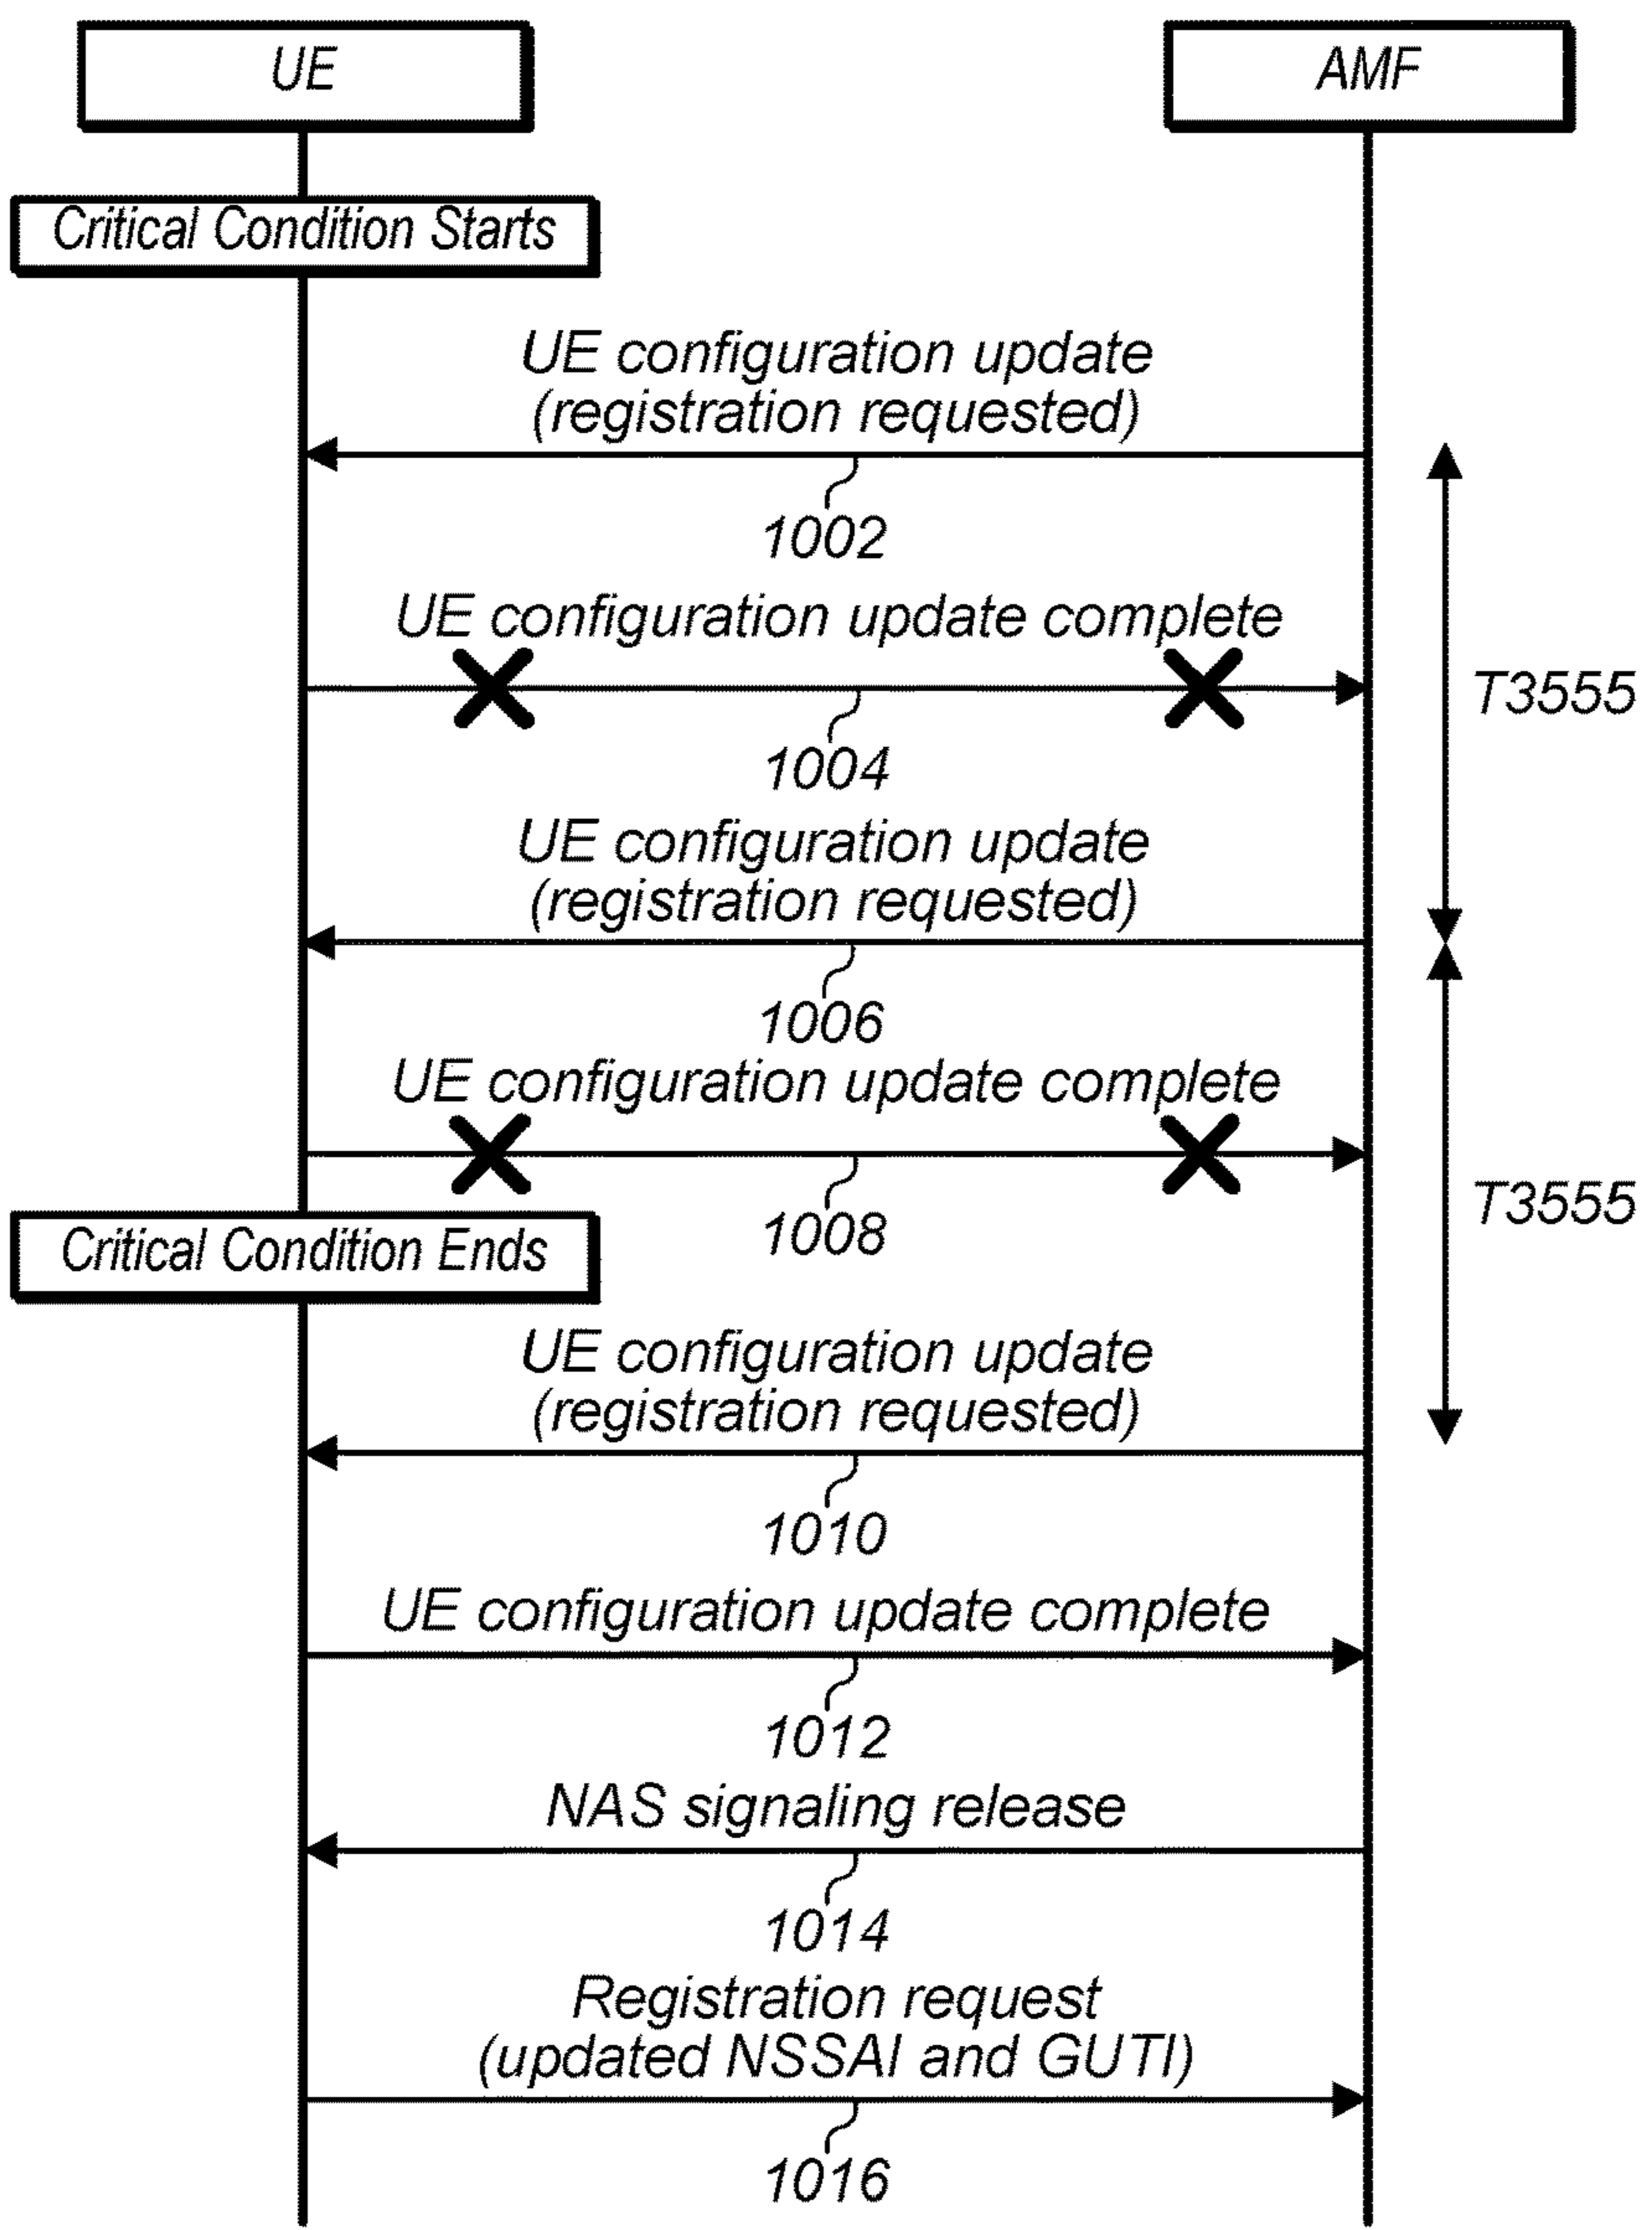 UE
AMF
Critical Condition Starts
UE configuration update
(registration requested)
1002
UE configuration update complete
T3555
1004
UE configuration update
(registration requested)
1006
UE configuration update complete
T3555
1008
Critical Condition Ends
UE configuration update
(registration requested)
1010
UE configuration update complete
1012
NAS signaling release
1014
Registration request
(updated NSSAI and GUTI)
1016